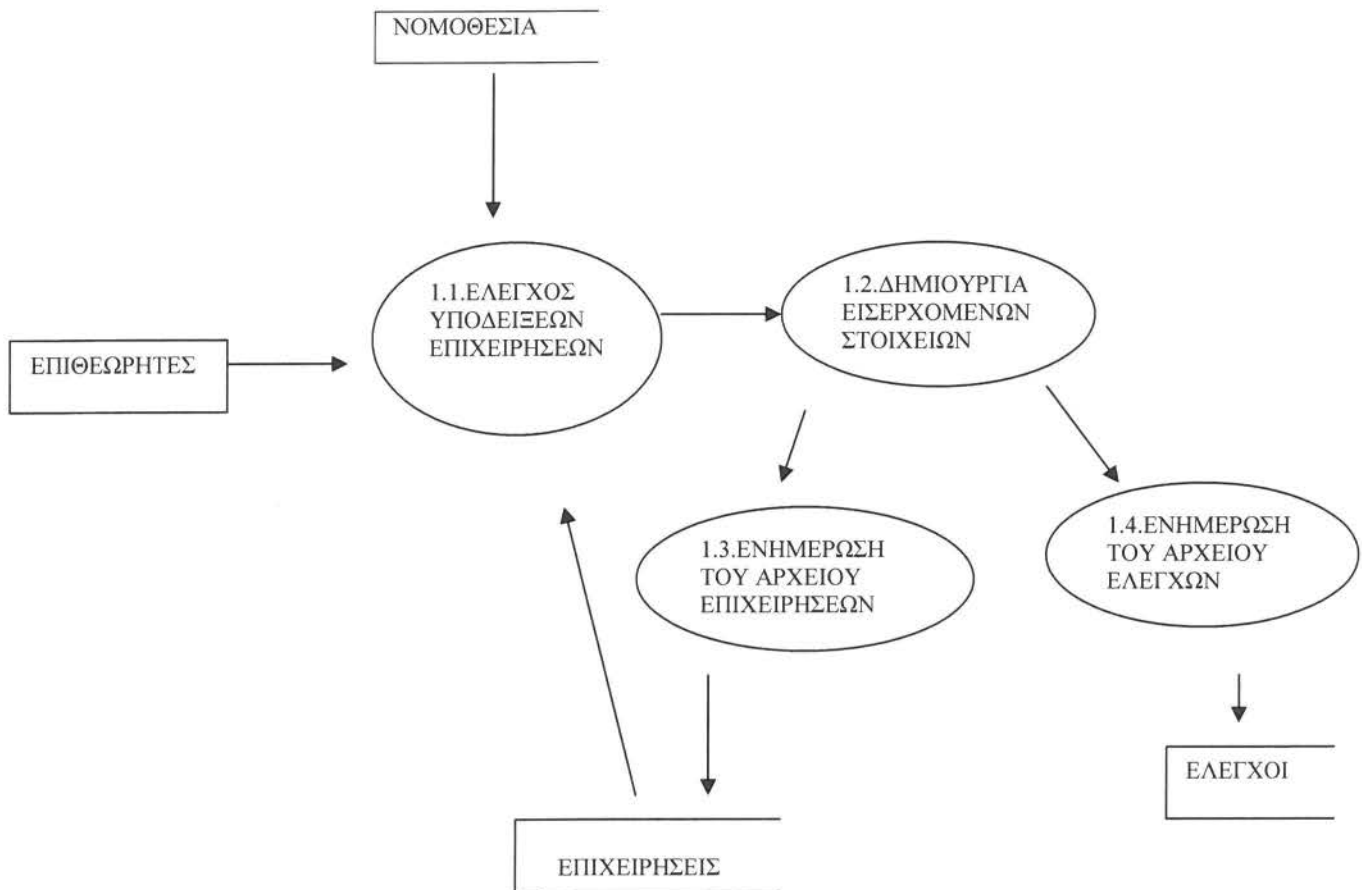 ΝΟΜΟΘΕΣΙΑ
1.1.ΕΛΕΓΧΟΣ
ΥΠΟΔΕΙΞΕΩΝ
ΕΠΙΧΕΙΡΗΣΕΩΝ
1.2.ΔΗΜΙΟΥΡΓΙΑ
ΕΙΣΕΡΧΟΜΕΝΩΝ
ΣΤΟΙΧΕΙΩΝ
ΕΠΙΘΕΩΡΗΤΕΣ
1.3.ΕΝΗΜΕΡΩΣΗ
ΤΟΥ ΑΡΧΕΙΟΥ
ΕΠΙΧΕΙΡΗΣΕΩΝ
1.4.ΕΝΗΜΕΡΩΣΗ
ΤΟΥ ΑΡΧΕΙΟΥ
ΕΛΕΓΧΩΝ
ΕΛΕΓΧΟΙ
ΕΠΙΧΕΙΡΗΣΕΙΣ